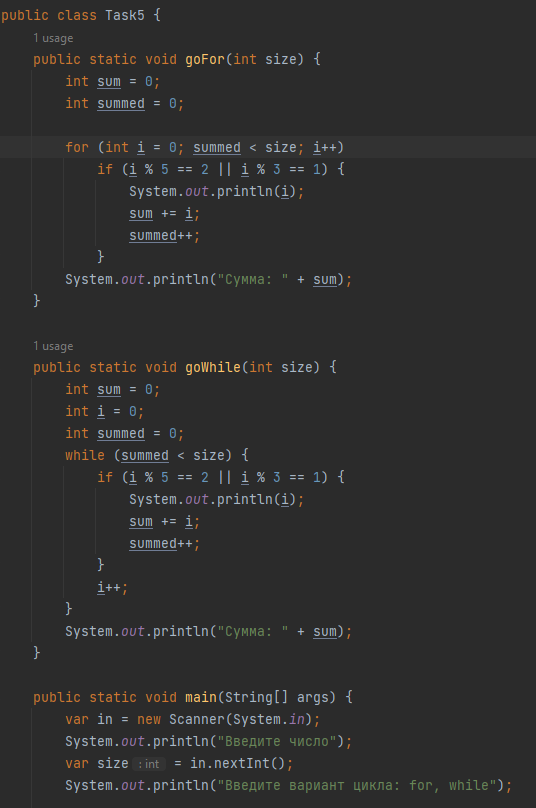 public class Task5 {
1 usage
public static void goFor(int size) {
int sum = 0;
int summed = 0;
for (int i = 0; summed < size; i++)
if (i % 5 == 2 || i % 3 == 1) {
System.out.println(i);
sum += i;
summed++;
}
System.out.println("Сумма: " + sum);
}
1 usage
public static void goWhile(int size) {
int sum = 0;
int i = 0;
int summed = 0;
while (summed < size) {
if (i % 5 == 2 || i % 3 == 1) {
System.out.println(i);
sum += i;
summed++;
}
i++;
}
System.out.println("Сумма: " + sum);
}
public static void main(String[] args) {
var in = new Scanner(System.in);
System.out.println("Введите число");
var size : int = in.nextInt();
System.out.println("Введите вариант цикла: for, while");